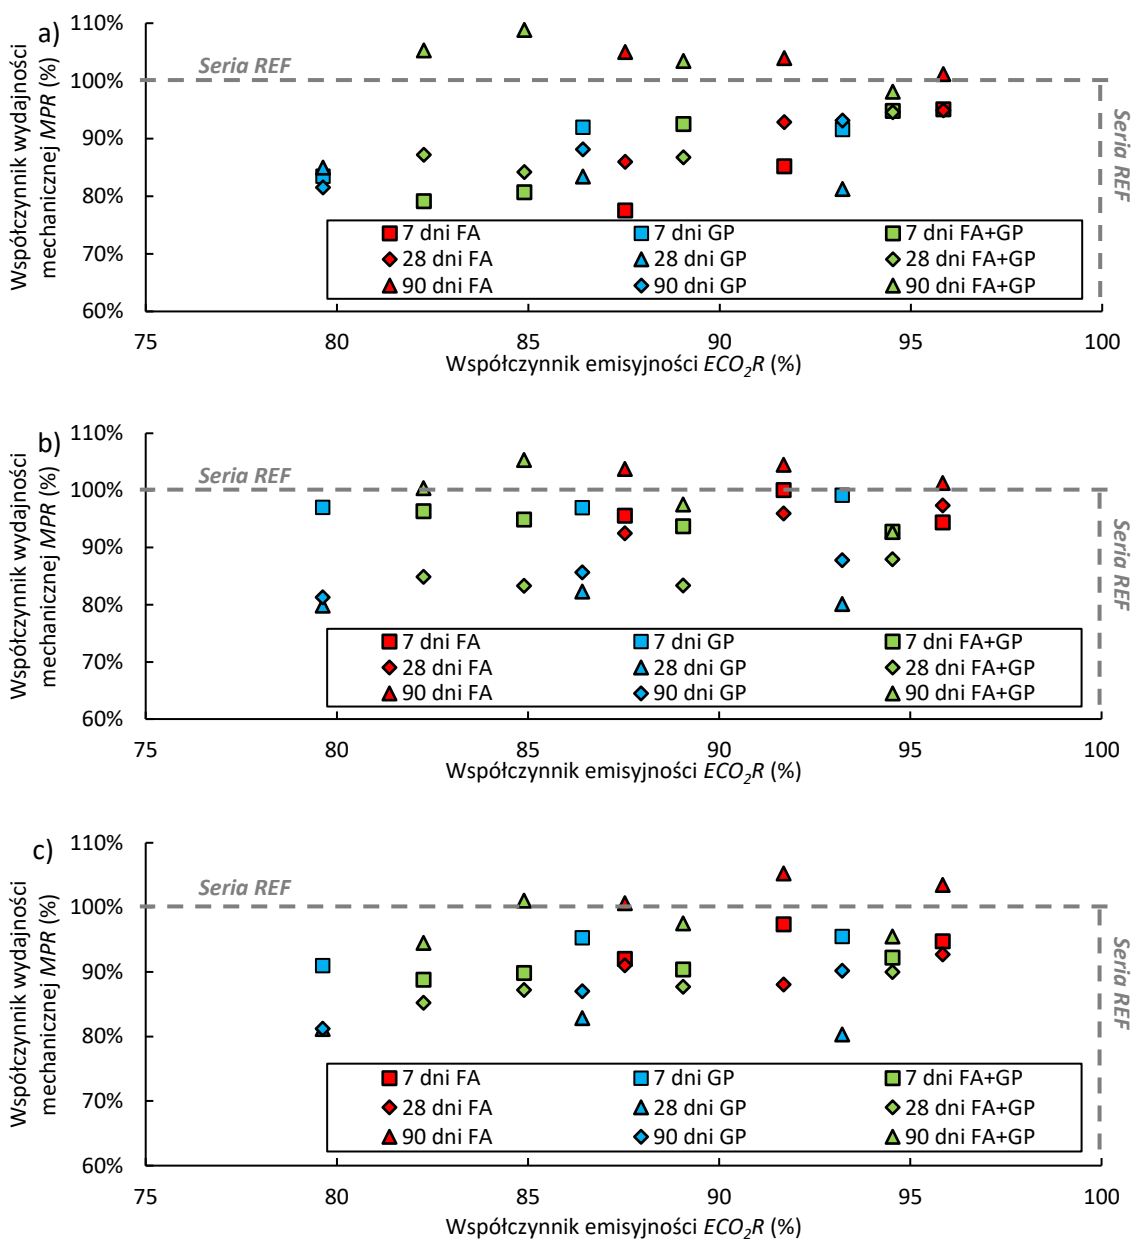 a)
Współczynnik wydajności
mechanicznej MPR (%)
110%
100%
90%
80%
70%
60%
Seria REF
Seria REF
7 dni FA 7 dni GP 7 dni FA+GP
28 dni FA 28 dni GP 28 dni FA+GP
90 dni FA 90 dni GP 90 dni FA+GP
75 80 85 90 95 100
Współczynnik emisyjności ECO₂R (%)
b)
Współczynnik wydajności
mechanicznej MPR (%)
110%
100%
90%
80%
70%
60%
Seria REF
Seria REF
7 dni FA 7 dni GP 7 dni FA+GP
28 dni FA 28 dni GP 28 dni FA+GP
90 dni FA 90 dni GP 90 dni FA+GP
75 80 85 90 95 100
Współczynnik emisyjności ECO₂R (%)
c)
Współczynnik wydajności
mechanicznej MPR (%)
110%
100%
90%
80%
70%
60%
Seria REF
Seria REF
7 dni FA 7 dni GP 7 dni FA+GP
28 dni FA 28 dni GP 28 dni FA+GP
90 dni FA 90 dni GP 90 dni FA+GP
75 80 85 90 95 100
Współczynnik emisyjności ECO₂R (%)